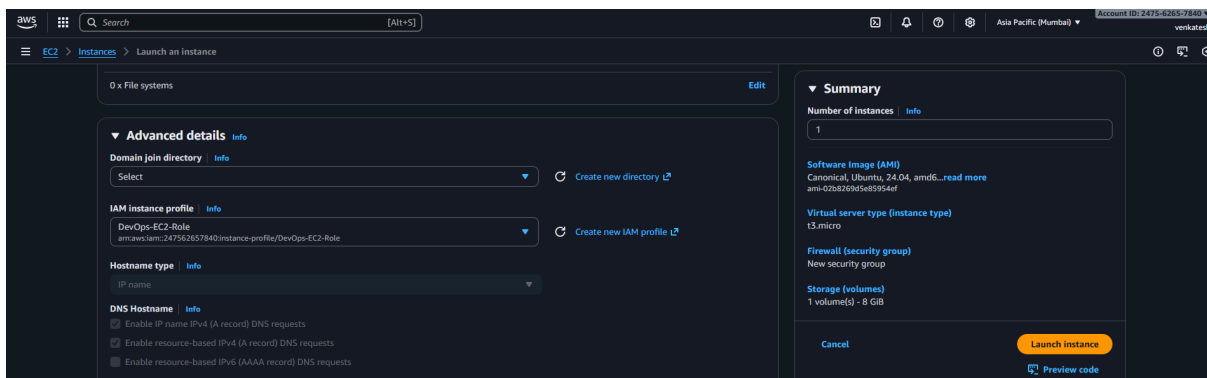 aws
Search [Alt+S]
Asia Pacific (Mumbai)
Account ID: 2475-6265-7840
EC2 > Instances > Launch an instance
0 x File systems
Edit
Advanced details Info
Domain join directory Info
Select
Create new directory
IAM instance profile Info
DevOps-EC2-Role
arn:aws:iam::247562657840:instance-profile/DevOps-EC2-Role
Create new IAM profile
Hostname type Info
IP name
DNS Hostname Info
Enable IP name IPv4 (A record) DNS requests
Enable resource-based IPv4 (A record) DNS requests
Enable resource-based IPv6 (AAAA record) DNS requests
Summary
Number of instances Info
1
Software Image (AMI)
Canonical, Ubuntu, 24.04, amd6...read more
ami-02b8269d5e85954ef
Virtual server type (instance type)
t3.micro
Firewall (security group)
New security group
Storage (volumes)
1 volume(s) - 8 GiB
Cancel
Launch instance
Preview code